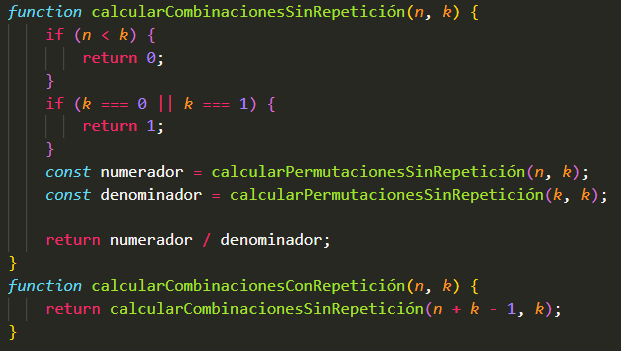 function calcularCombinacionesSinRepetición(n, k) {
    if (n < k) {
        return 0;
    }
    if (k === 0 || k === 1) {
        return 1;
    }
    const numerador = calcularPermutacionesSinRepetición(n, k);
    const denominador = calcularPermutacionesSinRepetición(k, k);

    return numerador / denominador;
}
function calcularCombinacionesConRepetición(n, k) {
    return calcularCombinacionesSinRepetición(n + k - 1, k);
}